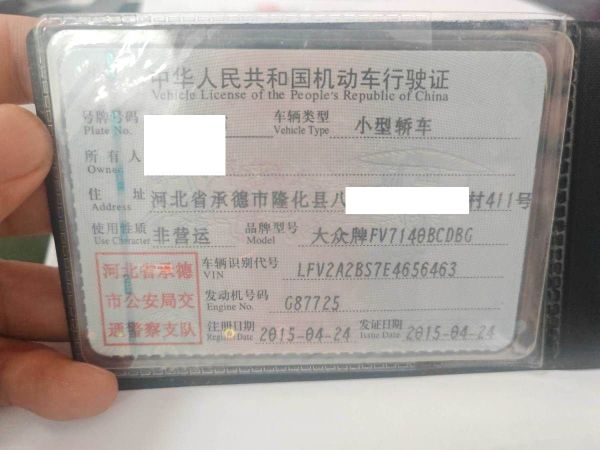 中华人民共和国机动车行驶证
Vehicle License of the People's Republic of China
号牌号码 车辆类型 小型轿车
Plate No. Vehicle Type
所有人
Owner
住 址 河北省承德市隆化县八 村411号
Address
使用性质 非营运 品牌型号 大众牌FV7140BCDBG
Use Character Model
河北省承德 车辆识别代号 LFV2A2BS7E4656463
VIN
市公安局交 发动机号码 G87725
Engine No.
通警察支队 注册日期 2015-04-24 发证日期 2015-04-24
Register Date Issue Date